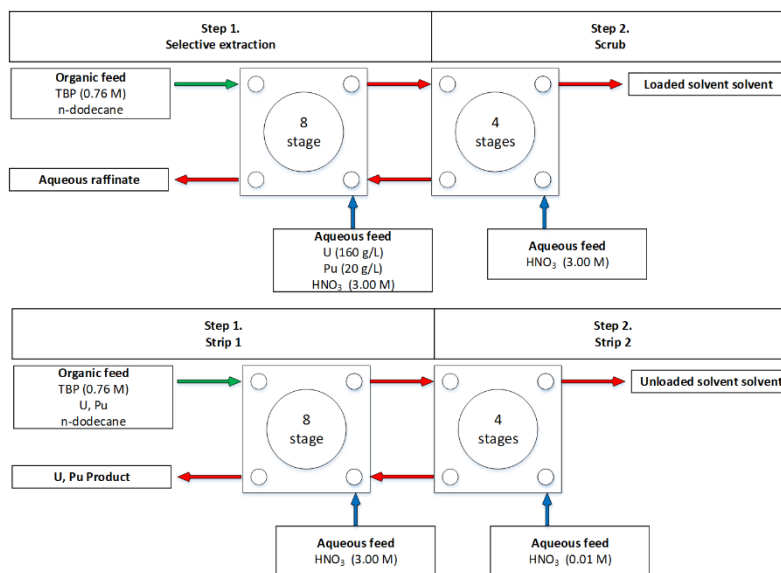 Step 1.
Selective extraction
Step 2.
Scrub
Organic feed
TBP (0.76 M)
n-dodecane
8
stage
4
stages
Loaded solvent solvent
Aqueous raffinate
Aqueous feed
U (160 g/L)
Pu (20 g/L)
HNO₃ (3.00 M)
Aqueous feed
HNO₃ (3.00 M)
Step 1.
Strip 1
Step 2.
Strip 2
Organic feed
TBP (0.76 M)
U, Pu
n-dodecane
8
stage
4
stages
Unloaded solvent solvent
U, Pu Product
Aqueous feed
HNO₃ (3.00 M)
Aqueous feed
HNO₃ (0.01 M)